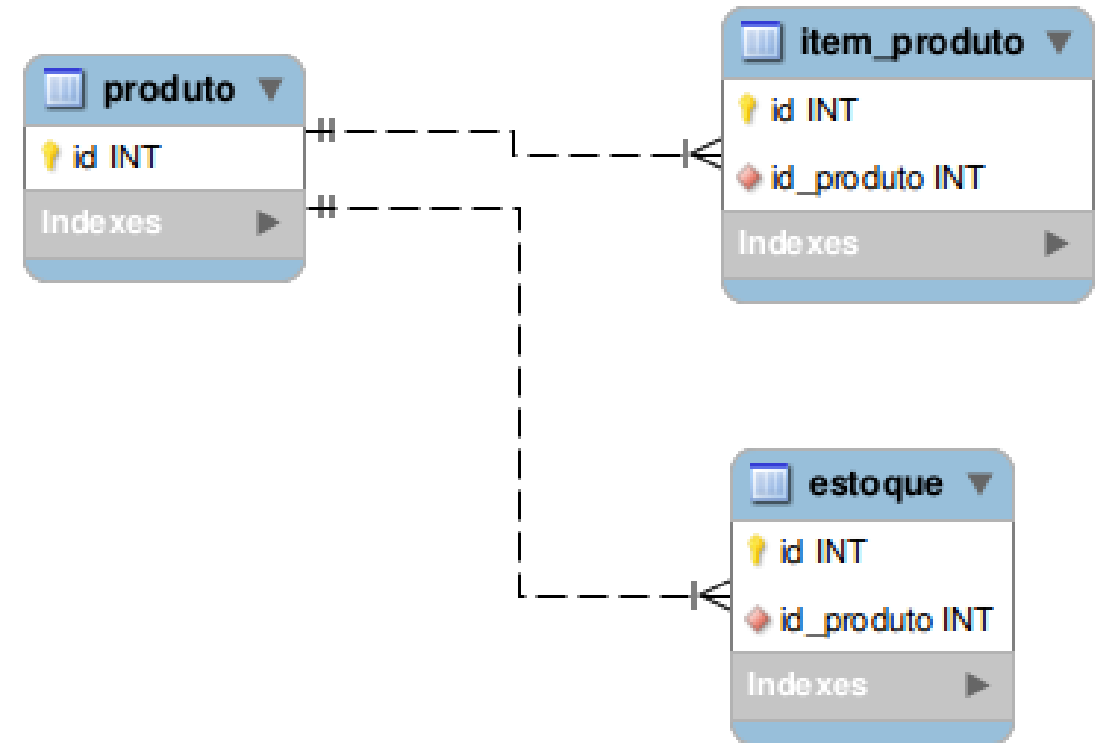 produto
id INT
Indexes
item_produto
id INT
id_produto INT
Indexes
estoque
id INT
id_produto INT
Indexes